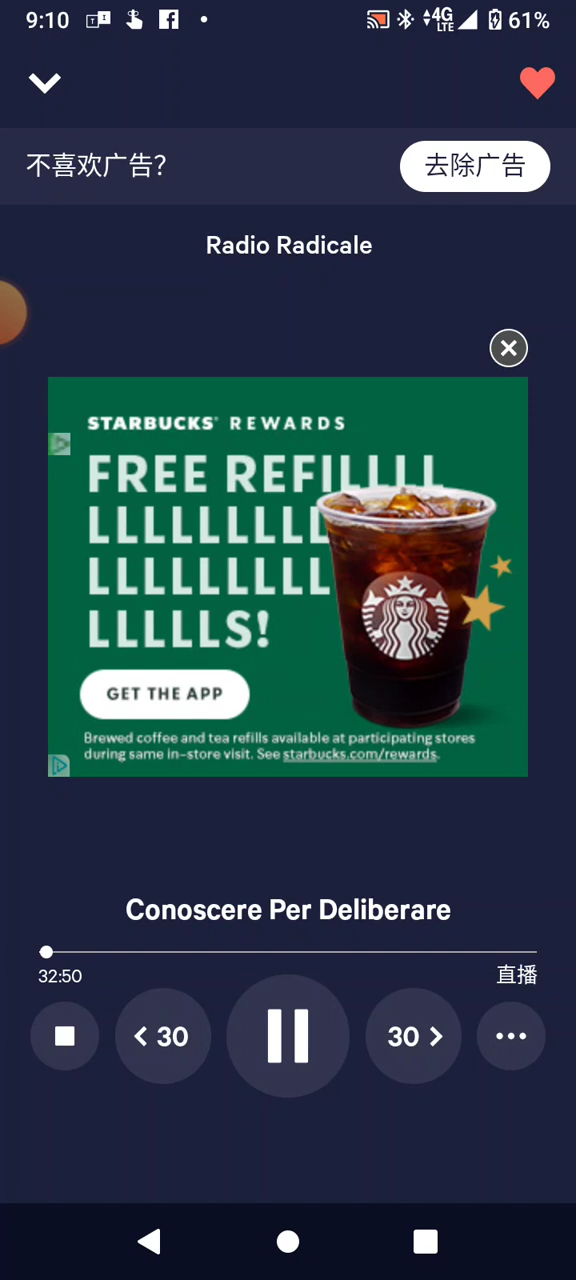 9:10
4G
LTE
61%
不喜欢广告?
去除广告
Radio Radicale
STARBUCKS® REWARDS
FREE REFILLLL
LLLLLLLLL
LLLLLLLLL
LLLLLS!
GET THE APP
Brewed coffee and tea refills available at participating stores
during same in-store visit. See starbucks.com/rewards.
Conoscere Per Deliberare
32:50
直播
30
30